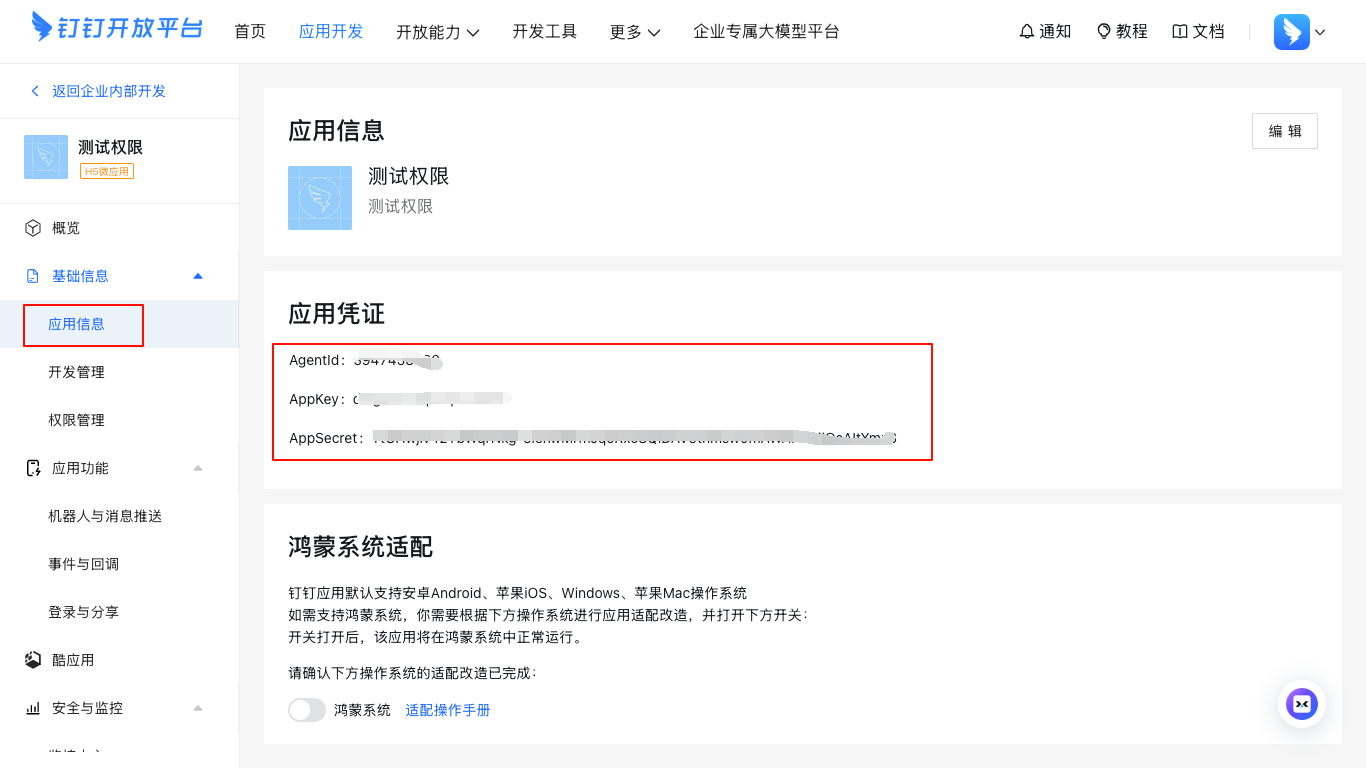 钉钉开放平台 首页 应用开发 开放能力 开发工具 更多 企业专属大模型平台 通知 教程 文档
返回企业内部开发
测试权限
H5微应用
概览
基础信息
应用信息
开发管理
权限管理
应用功能
机器人与消息推送
事件与回调
登录与分享
酷应用
安全与监控
应用信息
编 辑
测试权限
测试权限
应用凭证
AgentId：
AppKey：
AppSecret：
鸿蒙系统适配
钉钉应用默认支持安卓Android、苹果iOS、Windows、苹果Mac操作系统
如需支持鸿蒙系统，你需要根据下方操作系统进行应用适配改造，并打开下方开关：
开关打开后，该应用将在鸿蒙系统中正常运行。
请确认下方操作系统的适配改造已完成：
鸿蒙系统 适配操作手册